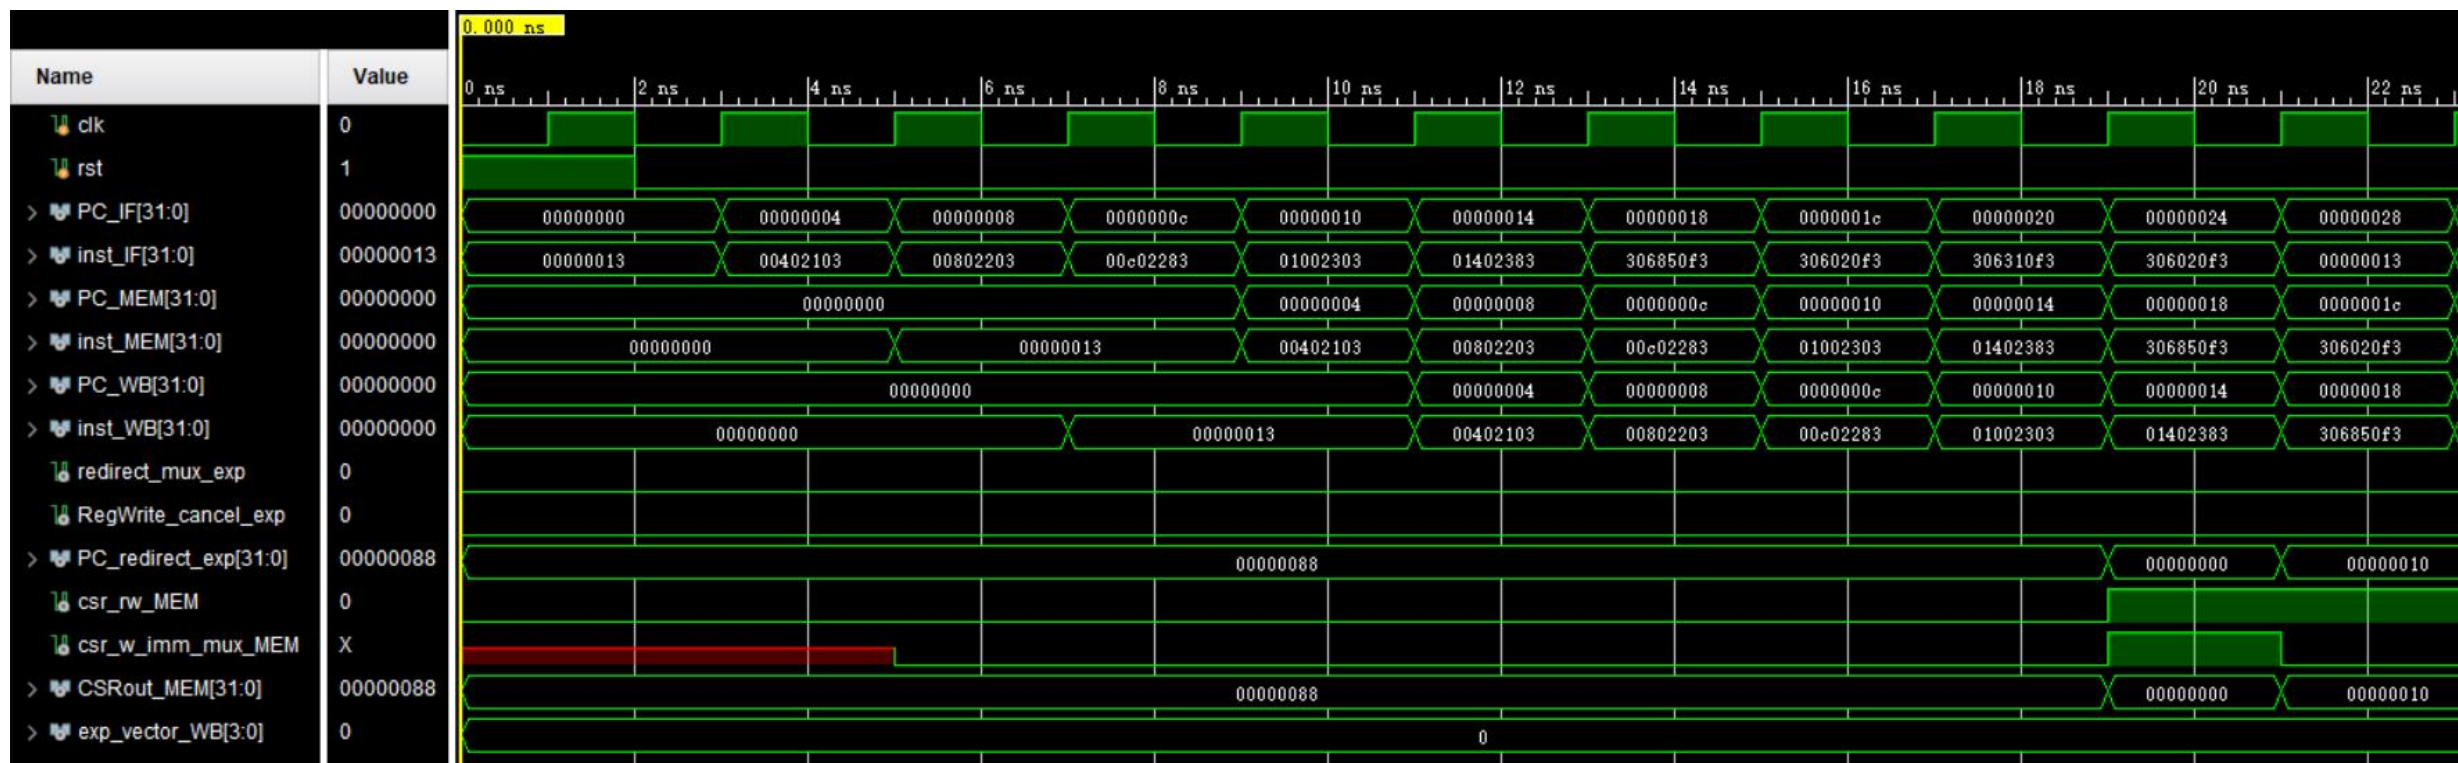 0.000 ns
Name Value
0 ns 2 ns 4 ns 6 ns 8 ns 10 ns 12 ns 14 ns 16 ns 18 ns 20 ns 22 ns
clk 0
rst 1
PC_IF[31:0] 00000000 00000000 00000004 00000008 0000000c 00000010 00000014 00000018 0000001c 00000020 00000024 00000028
inst_IF[31:0] 00000013 00000013 00402103 00802203 00c02283 01002303 01402383 306850f3 306020f3 306310f3 306020f3 00000013
PC_MEM[31:0] 00000000 00000000 00000004 00000008 0000000c 00000010 00000014 00000018 0000001c
inst_MEM[31:0] 00000000 00000000 00000013 00402103 00802203 00c02283 01002303 01402383 306850f3 306020f3
PC_WB[31:0] 00000000 00000000 00000004 00000008 0000000c 00000010 00000014 00000018
inst_WB[31:0] 00000000 00000000 00000013 00402103 00802203 00c02283 01002303 01402383 306850f3
redirect_mux_exp 0
RegWrite_cancel_exp 0
PC_redirect_exp[31:0] 00000088 00000088 00000000 00000010
csr_rw_MEM 0
csr_w_imm_mux_MEM X
CSRout_MEM[31:0] 00000088 00000088 00000000 00000010
exp_vector_WB[3:0] 0 0